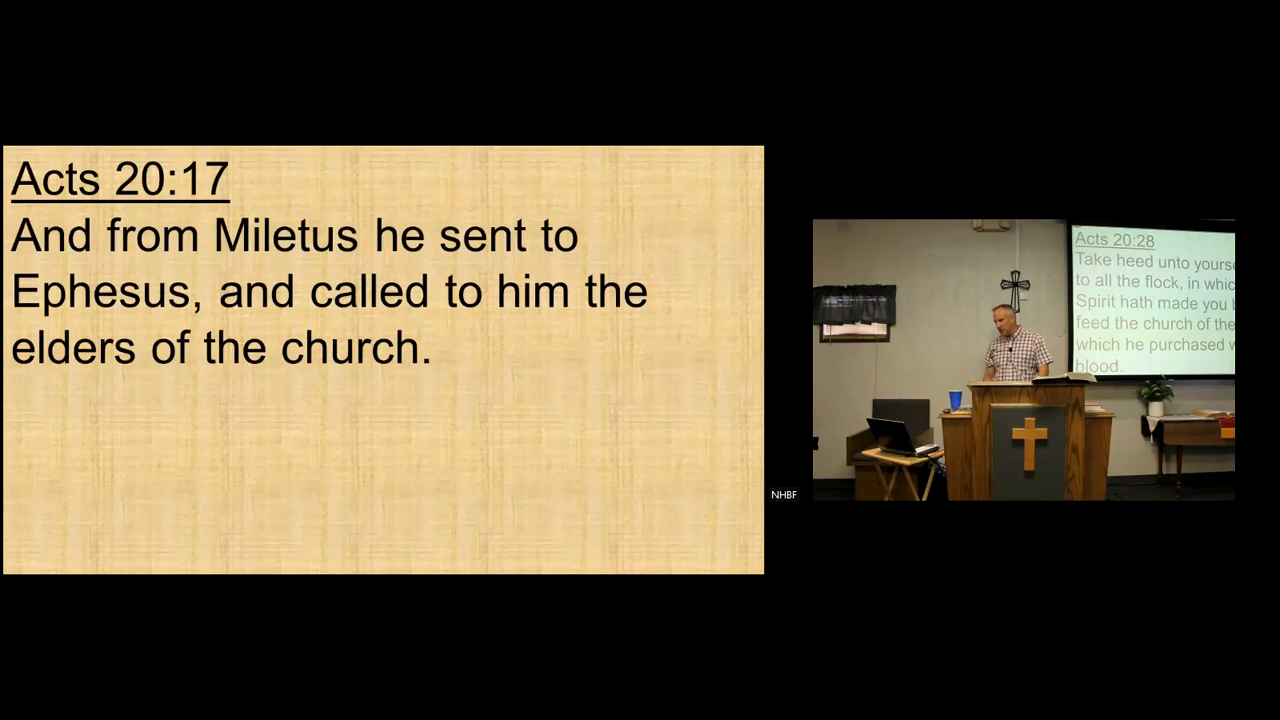 Acts 20:17
And from Miletus he sent to
Ephesus, and called to him the
elders of the church.
NHBF
Acts 20:28
Take heed unto yourse
to all the flock, in whic
Spirit hath made you b
feed the church of the
which he purchased w
blood.